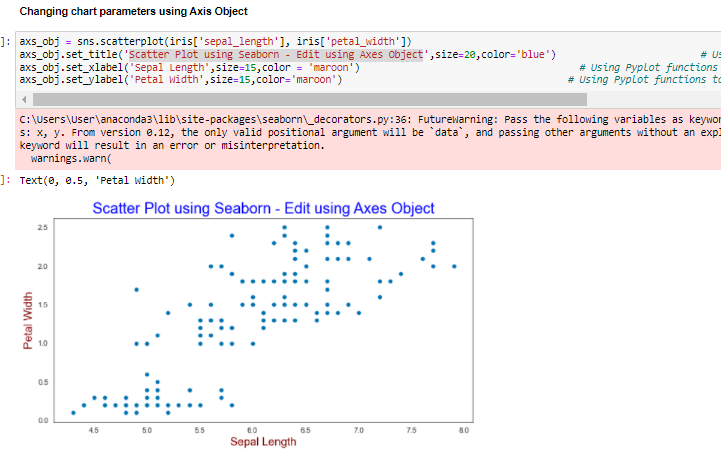 Changing chart parameters using Axis Object
]: axs_obj = sns.scatterplot(iris['sepal_length'], iris['petal_width'])
axs_obj.set_title('Scatter Plot using Seaborn - Edit using Axes Object',size=20,color='blue') # Us
axs_obj.set_xlabel('Sepal Length',size=15,color = 'maroon') # Using Pyplot functions
axs_obj.set_ylabel('Petal Width',size=15,color='maroon') # Using Pyplot functions to
C:\Users\User\anaconda3\lib\site-packages\seaborn\_decorators.py:36: FutureWarning: Pass the following variables as keywor
s: x, y. From version 0.12, the only valid positional argument will be `data`, and passing other arguments without an expl
keyword will result in an error or misinterpretation.
warnings.warn(
]: Text(0, 0.5, 'Petal Width')
Scatter Plot using Seaborn - Edit using Axes Object
2.5
2.0
1.5
1.0
0.5
0.0
Petal Width
4.5 5.0 5.5 6.0 6.5 7.0 7.5 8.0
Sepal Length